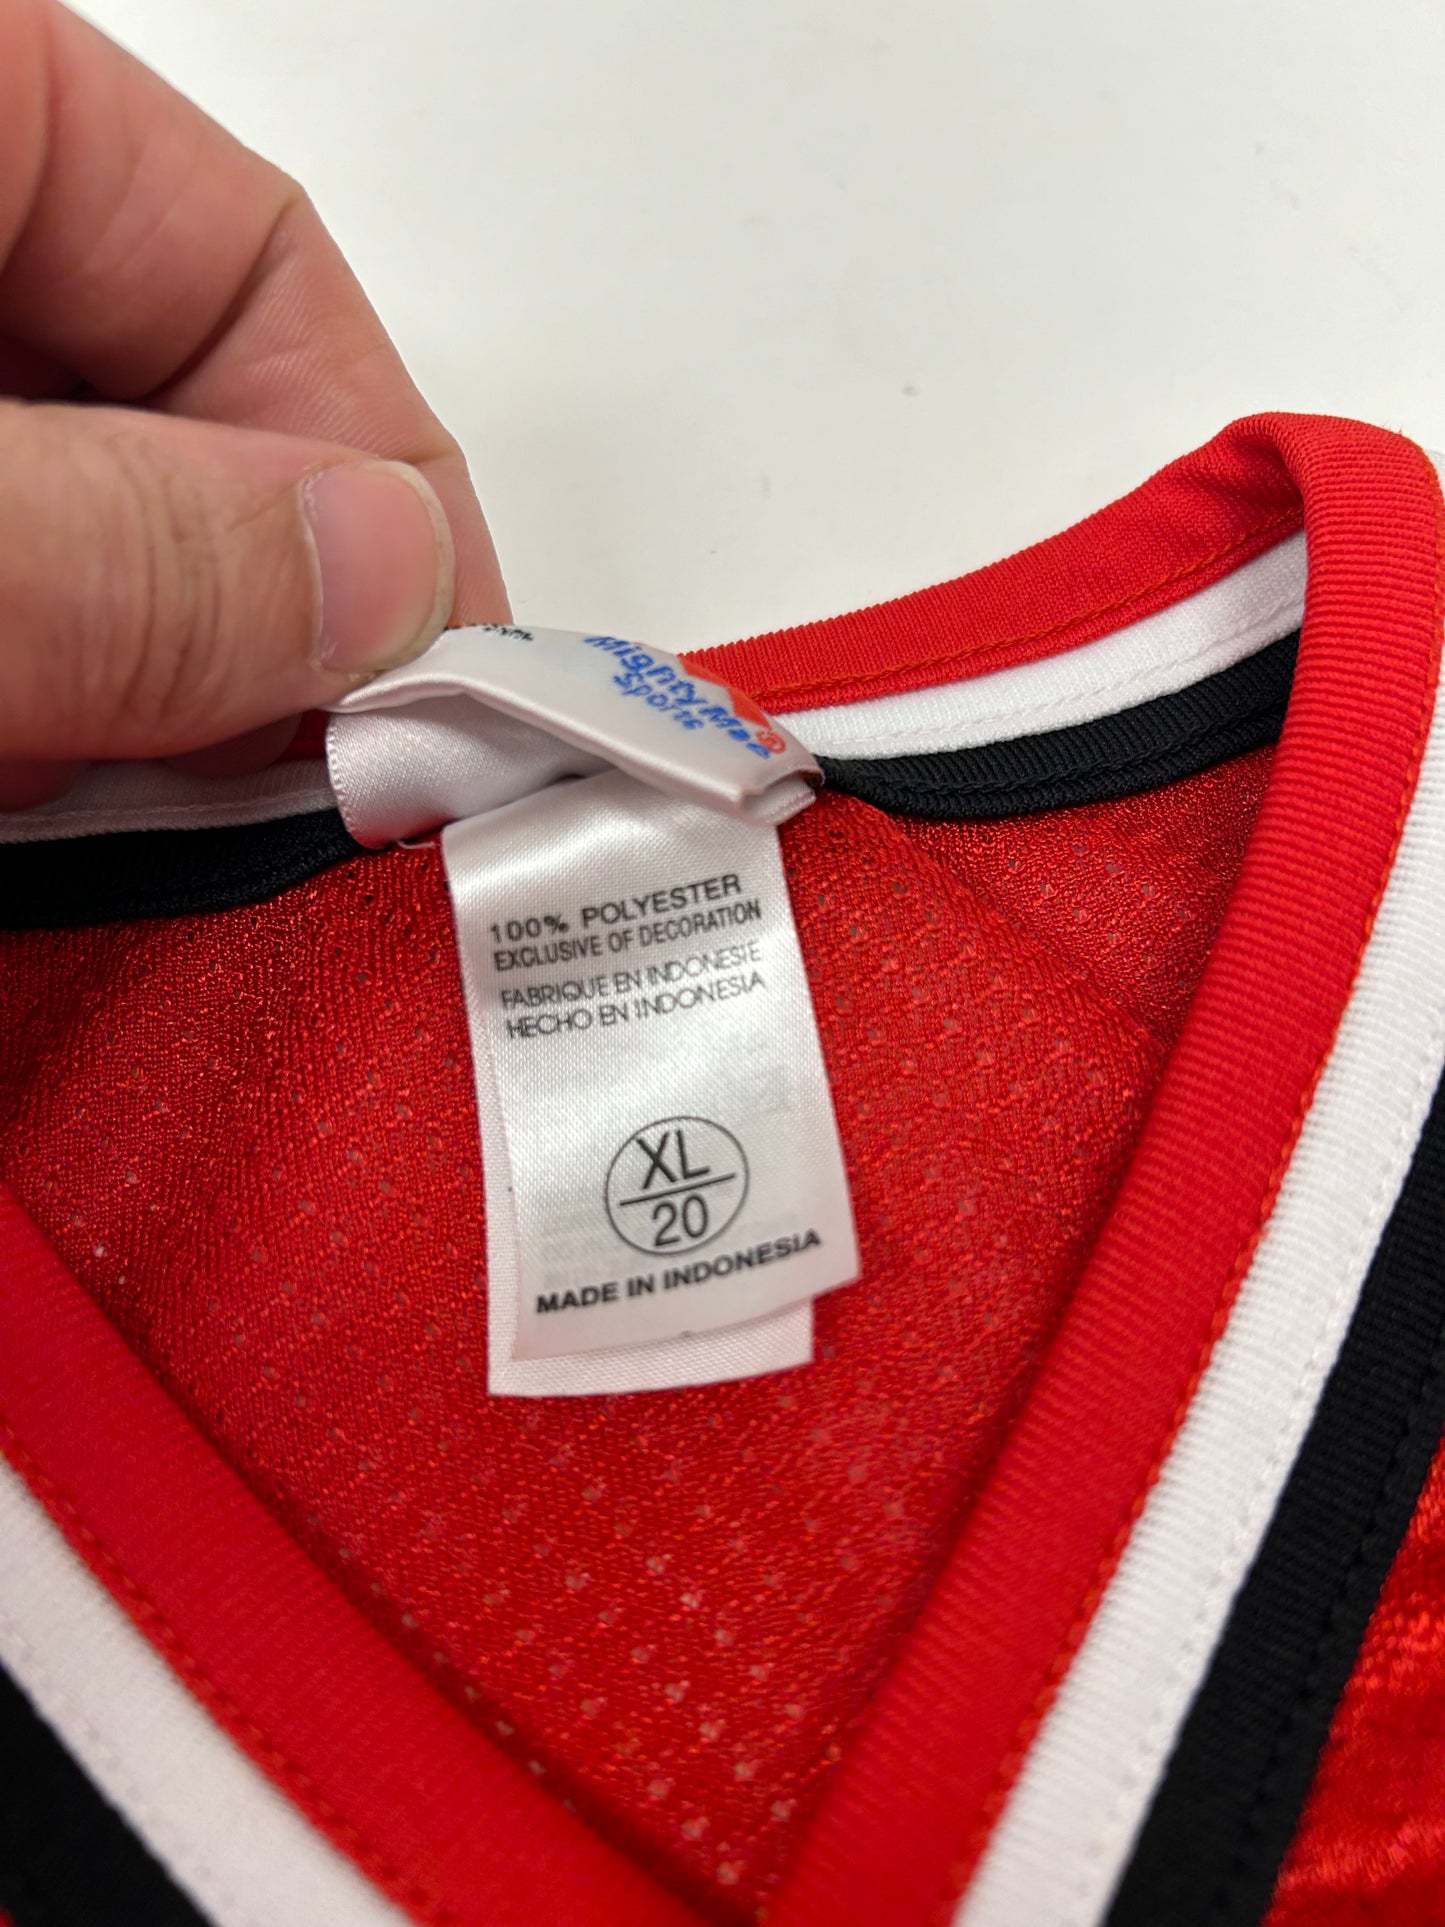 Mighty Mac®
Sports
100% POLYESTER
EXCLUSIVE OF DECORATION
FABRIQUE EN INDONESIE
HECHO EN INDONESIA
XL
20
MADE IN INDONESIA